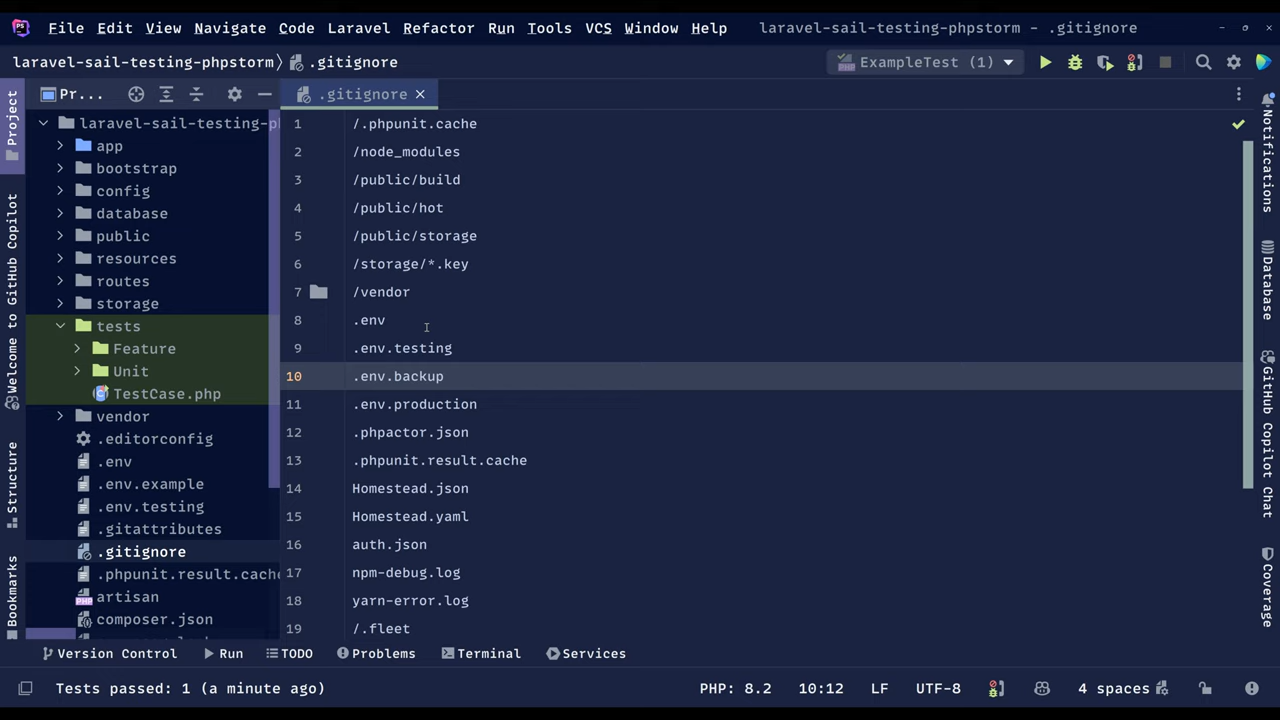 File Edit View Navigate Code Laravel Refactor Run Tools VCS Window Help laravel-sail-testing-phpstorm - .gitignore
laravel-sail-testing-phpstorm .gitignore ExampleTest (1)
Project
Pr...
.gitignore
laravel-sail-testing-p
app
bootstrap
config
database
public
resources
routes
storage
tests
Feature
Unit
TestCase.php
vendor
.editorconfig
.env
.env.example
.env.testing
.gitattributes
.gitignore
.phpunit.result.cache
artisan
composer.json
Welcome to GitHub Copilot
Structure
Bookmarks
1 /.phpunit.cache
2 /node_modules
3 /public/build
4 /public/hot
5 /public/storage
6 /storage/*.key
7 /vendor
8 .env
9 .env.testing
10 .env.backup
11 .env.production
12 .phpactor.json
13 .phpunit.result.cache
14 Homestead.json
15 Homestead.yaml
16 auth.json
17 npm-debug.log
18 yarn-error.log
19 /.fleet
Notifications
Database
GitHub Copilot Chat
Coverage
Version Control Run TODO Problems Terminal Services
Tests passed: 1 (a minute ago) PHP: 8.2 10:12 LF UTF-8 4 spaces